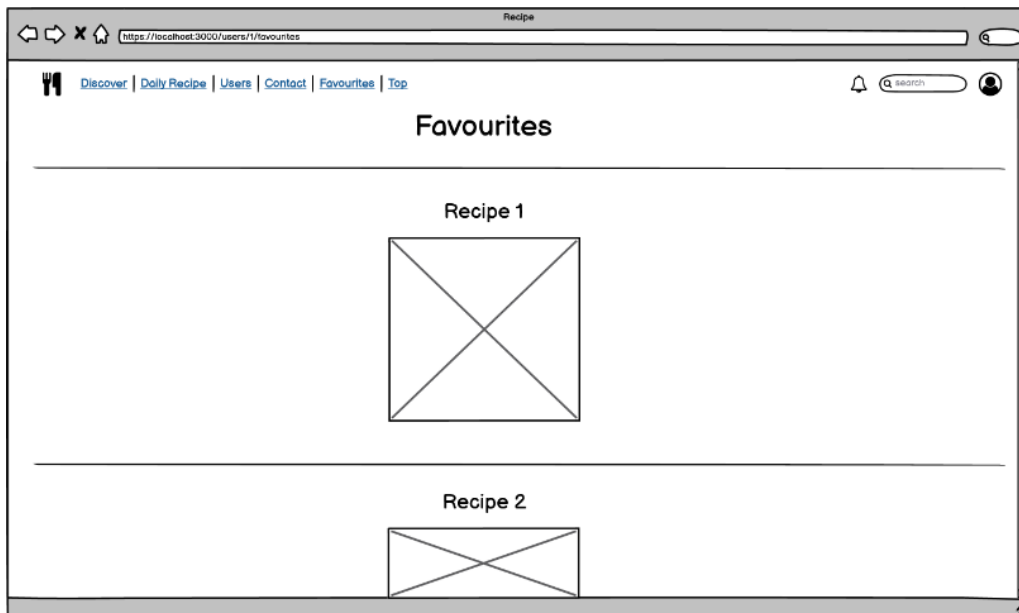 Recipe
https://localhost:3000/users/1/favourites
Discover | Daily Recipe | Users | Contact | Favourites | Top
search
Favourites
Recipe 1
Recipe 2